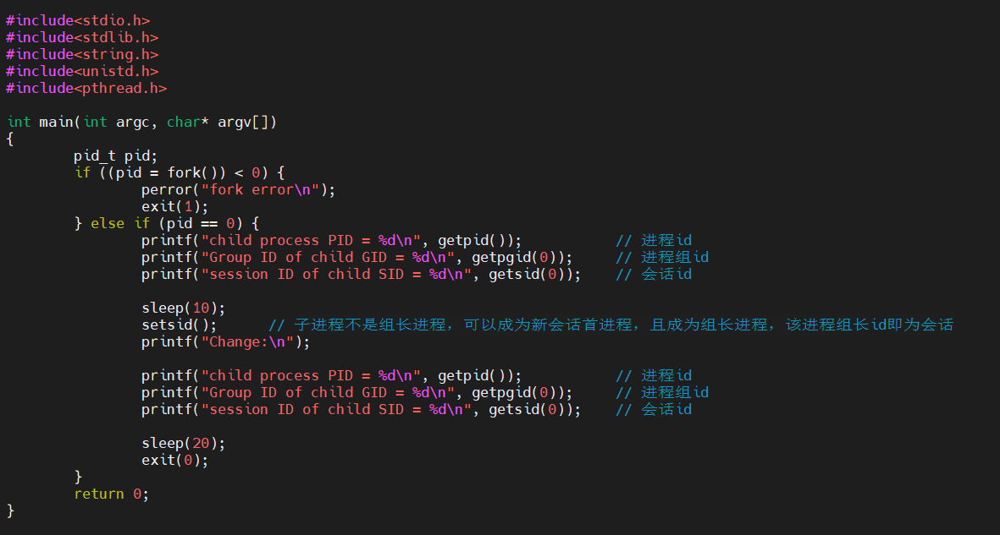 #include<stdio.h>
#include<stdlib.h>
#include<string.h>
#include<unistd.h>
#include<pthread.h>
int main(int argc, char* argv[])
{
pid_t pid;
if ((pid = fork()) < 0) {
perror("fork error\n");
exit(1);
} else if (pid == 0) {
printf("child process PID = %d\n", getpid()); // 进程id
printf("Group ID of child GID = %d\n", getpgid(0)); // 进程组id
printf("session ID of child SID = %d\n", getsid(0)); // 会话id
sleep(10);
setsid(); // 子进程不是组长进程，可以成为新会话首进程，且成为组长进程，该进程组长id即为会话
printf("Change:\n");
printf("child process PID = %d\n", getpid()); // 进程id
printf("Group ID of child GID = %d\n", getpgid(0)); // 进程组id
printf("session ID of child SID = %d\n", getsid(0)); // 会话id
sleep(20);
exit(0);
}
return 0;
}